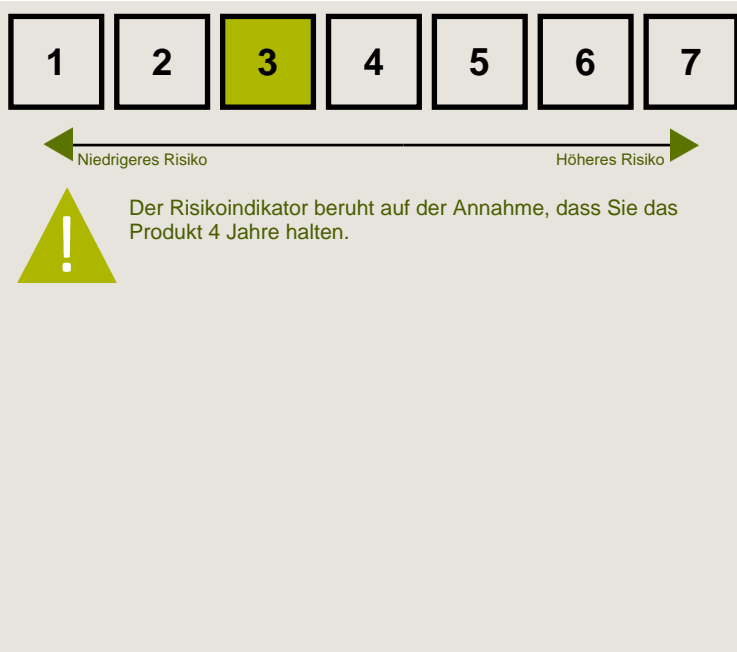 1 2 3 4 5 6 7
Niedrigeres Risiko Höheres Risiko
!
Der Risikoindikator beruht auf der Annahme, dass Sie das
Produkt 4 Jahre halten.